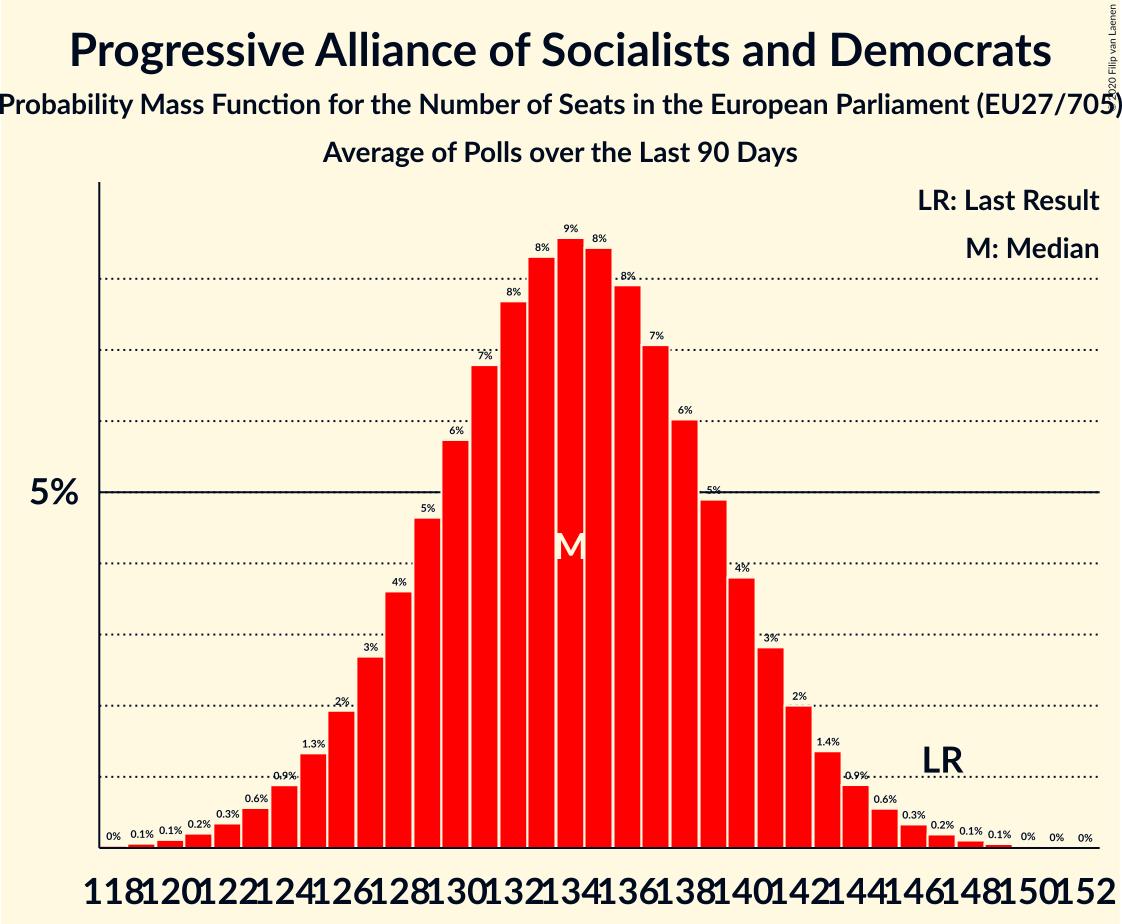 Progressive Alliance of Socialists and Democrats
Probability Mass Function for the Number of Seats in the European Parliament (EU27/705)
Average of Polls over the Last 90 Days
LR: Last Result
M: Median
5%
0% 0.1% 0.1% 0.2% 0.3% 0.6% 0.9% 1.3% 2% 3% 4% 5% 6% 7% 8% 8% 9% 8% 8% 7% 6% 5% 4% 3% 2% 1.4% 0.9% 0.6% 0.3% 0.2% 0.1% 0.1% 0% 0% 0%
M
LR
118 120 122 124 126 128 130 132 134 136 138 140 142 144 146 148 150 152
2020 Filip van Laenen